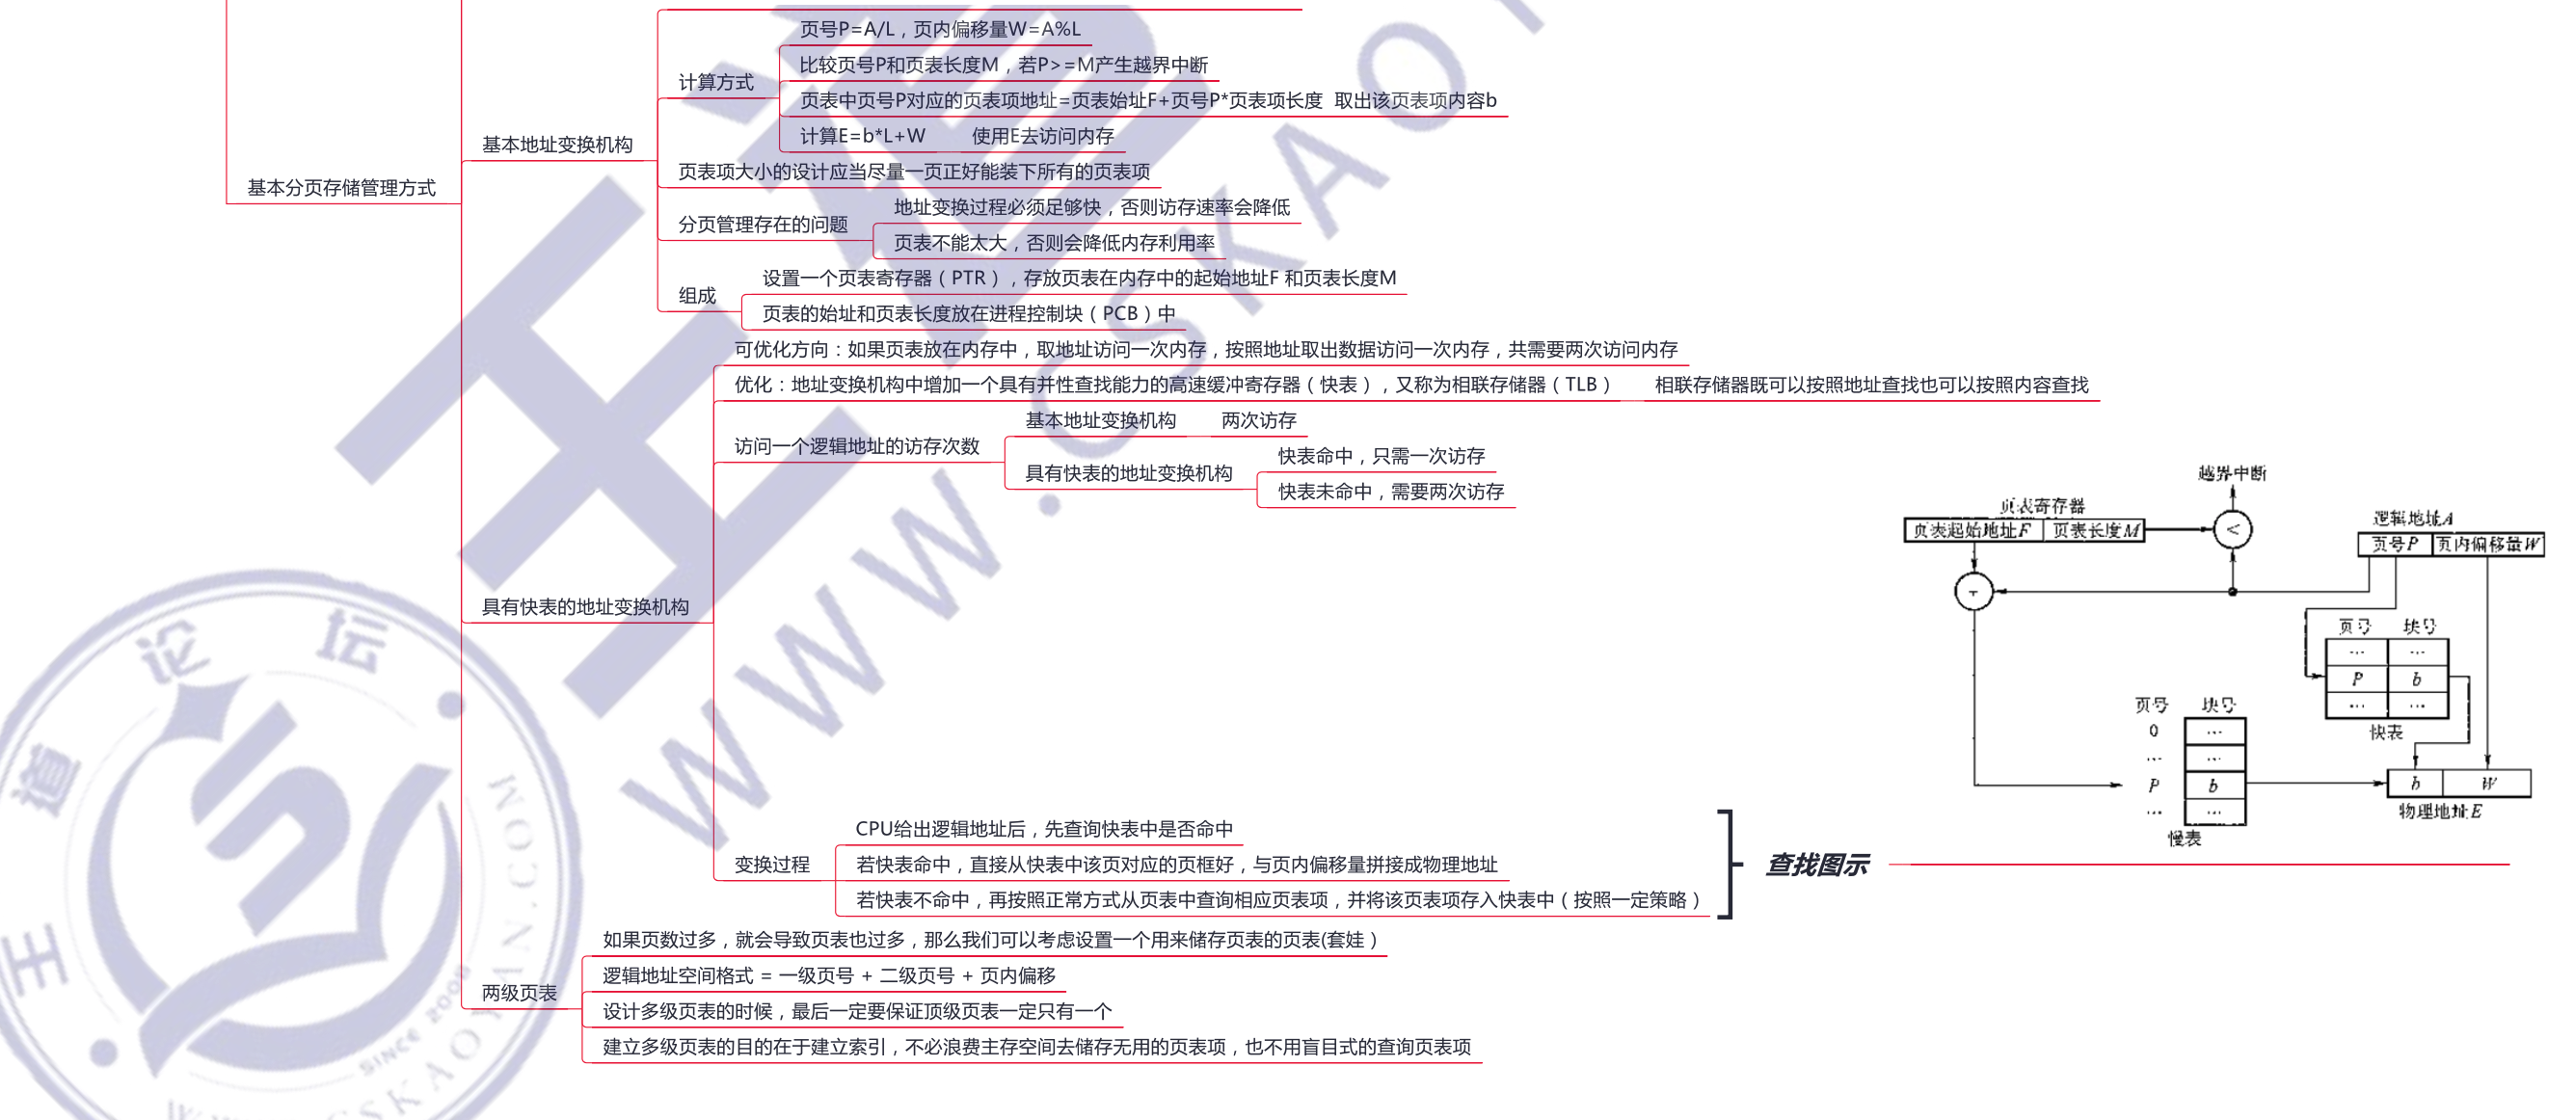 页号P=A/L，页内偏移量W=A%L
比较页号P和页表长度M，若P>=M产生越界中断
计算方式
页表中页号P对应的页表项地址=页表始址F+页号P*页表项长度 取出该页表项内容b
计算E=b*L+W 使用E去访问内存
基本地址变换机构
页表项大小的设计应当尽量一页正好能装下所有的页表项
基本分页存储管理方式
地址变换过程必须足够快，否则访存速率会降低
分页管理存在的问题
页表不能太大，否则会降低内存利用率
设置一个页表寄存器（PTR），存放页表在内存中的起始地址F 和页表长度M
组成
页表的始址和页表长度放在进程控制块（PCB）中
可优化方向：如果页表放在内存中，取地址访问一次内存，按照地址取出数据访问一次内存，共需要两次访问内存
优化：地址变换机构中增加一个具有并性查找能力的高速缓冲寄存器（快表），又称为相联存储器（TLB） 相联存储器既可以按照地址查找也可以按照内容查找
基本地址变换机构 两次访存
访问一个逻辑地址的访存次数
快表命中，只需一次访存
具有快表的地址变换机构
快表未命中，需要两次访存
具有快表的地址变换机构
越界中断
页表寄存器
页表起始地址F 页表长度M
<
逻辑地址A
页号P 页内偏移量W
+
页号 块号
… …
P b
… …
快表
页号 块号
0 …
… …
P b
… …
慢表
b W
物理地址E
CPU给出逻辑地址后，先查询快表中是否命中
变换过程
若快表命中，直接从快表中该页对应的页框好，与页内偏移量拼接成物理地址
若快表不命中，再按照正常方式从页表中查询相应页表项，并将该页表项存入快表中（按照一定策略）
查找图示
如果页数过多，就会导致页表也过多，那么我们可以考虑设置一个用来储存页表的页表(套娃）
逻辑地址空间格式 = 一级页号 + 二级页号 + 页内偏移
两级页表
设计多级页表的时候，最后一定要保证顶级页表一定只有一个
建立多级页表的目的在于建立索引，不必浪费主存空间去储存无用的页表项，也不用盲目式的查询页表项
王道论坛
SINCE 2008
WWW.CSKAOYAN.COM
王道
WWW.CSKAOY